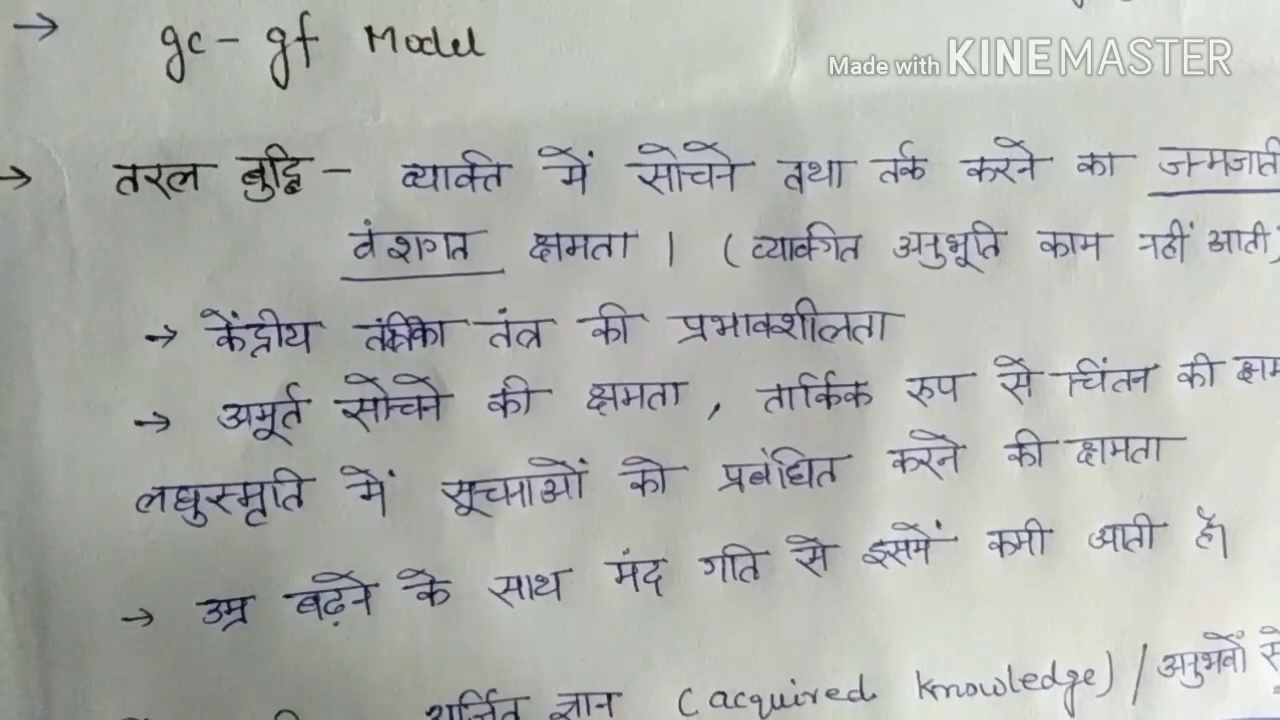 → gc - gf Model
Made with KINEMASTER
→ तरल बुद्धि - व्यक्ति में सोचने तथा तर्क करने का जन्मजात
वंशगत क्षमता । (व्यक्तिगत अनुभूति काम नहीं आती)
→ केंद्रीय तंत्रिका तंत्र की प्रभावशीलता
→ अमूर्त सोचने की क्षमता , तार्किक रुप से चिंतन की क्षम
लघुस्मृति में सूचनाओं को प्रबंधित करने की क्षमता
→ उम्र बढ़ने के साथ मंद गति से इसमें कमी आती है।
अर्जित ज्ञान (acquired knowledge) / अनुभवों से